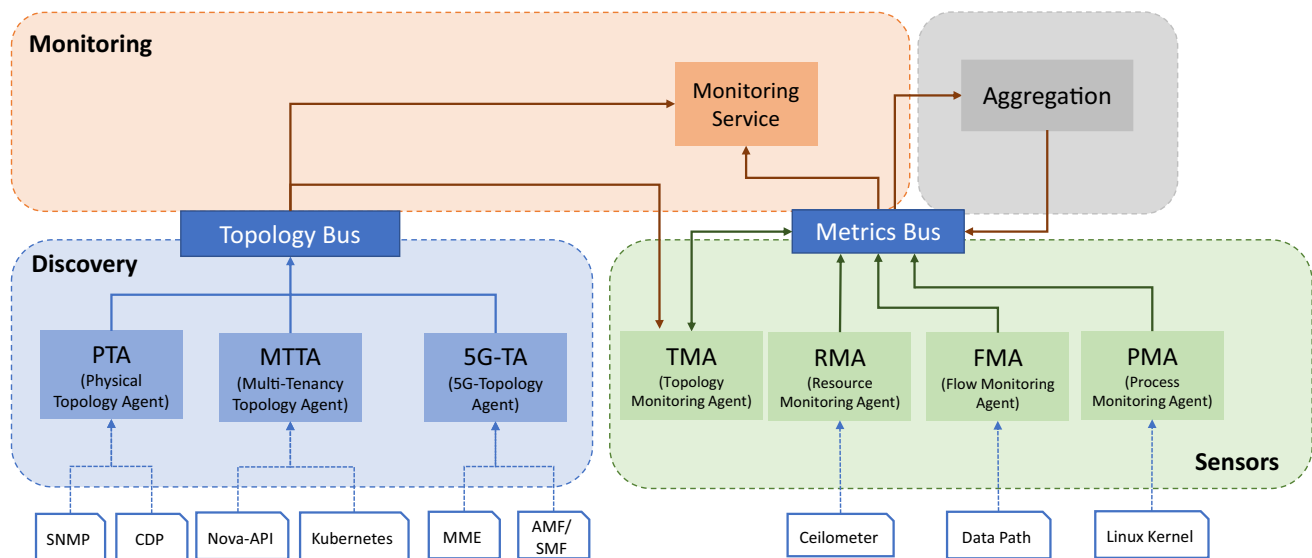 Monitoring
Monitoring
Service
Aggregation
Topology Bus
Metrics Bus
Discovery
PTA
(Physical
Topology Agent)
MTTA
(Multi-Tenancy
Topology Agent)
5G-TA
(5G-Topology
Agent)
TMA
(Topology
Monitoring Agent)
RMA
(Resource
Monitoring Agent)
FMA
(Flow Monitoring
Agent)
PMA
(Process
Monitoring Agent)
Sensors
SNMP
CDP
Nova-API
Kubernetes
MME
AMF/
SMF
Ceilometer
Data Path
Linux Kernel